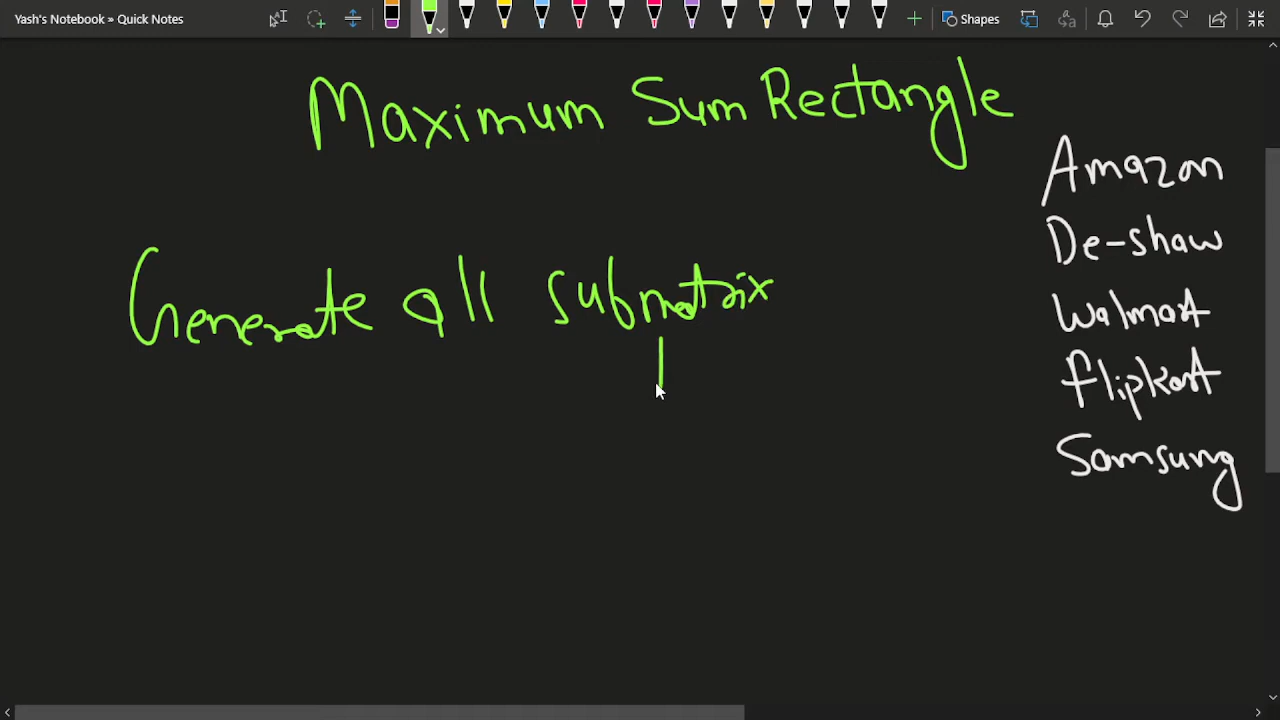 Yash's Notebook » Quick Notes
Shapes
Maximum Sum Rectangle
Generate all submatrix
Amazon
De-shaw
Walmart
flipkart
Samsung